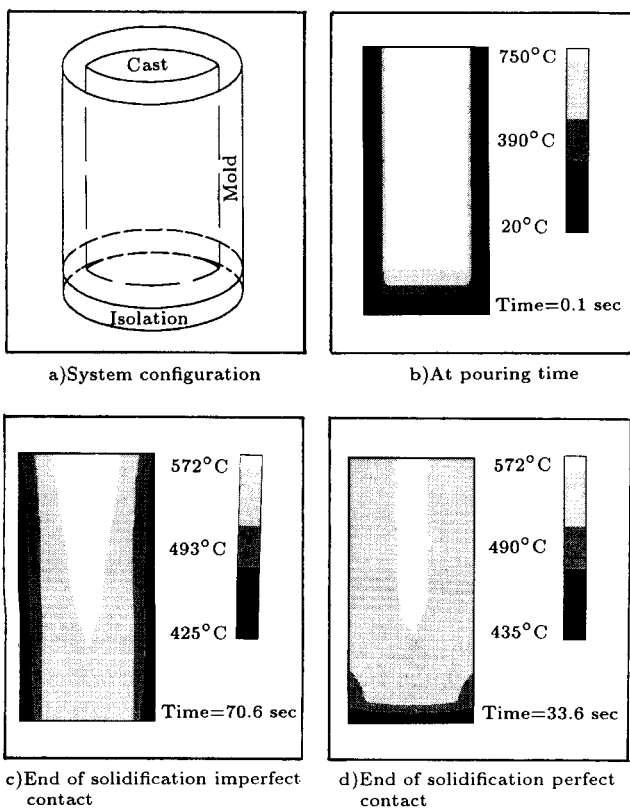 Cast
Mold
Isolation
a)System configuration
750°C
390°C
20°C
Time=0.1 sec
b)At pouring time
572°C
493°C
425°C
Time=70.6 sec
c)End of solidification imperfect
contact
572°C
490°C
435°C
Time=33.6 sec
d)End of solidification perfect
contact